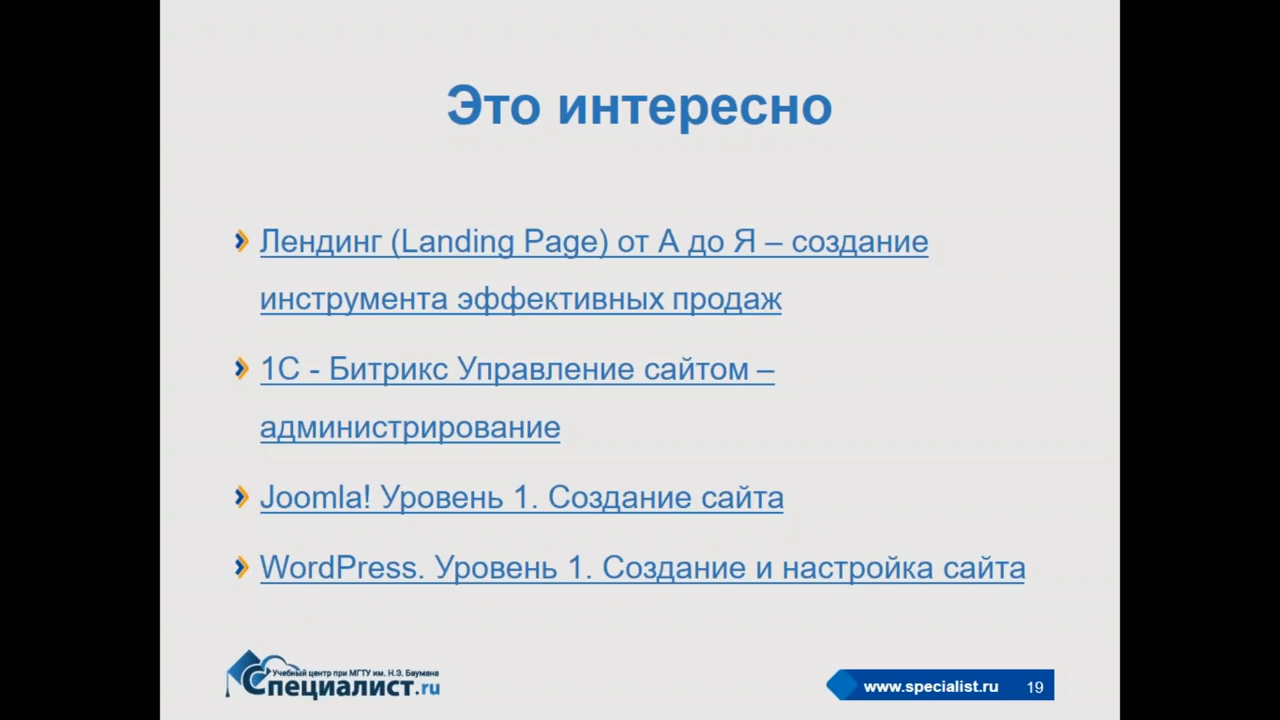 Это интересно
Лендинг (Landing Page) от А до Я – создание
инструмента эффективных продаж
1С - Битрикс Управление сайтом –
администрирование
Joomla! Уровень 1. Создание сайта
WordPress. Уровень 1. Создание и настройка сайта
Учебный центр при МГТУ им. Н.Э. Баумана
Специалист.ru
www.specialist.ru 19